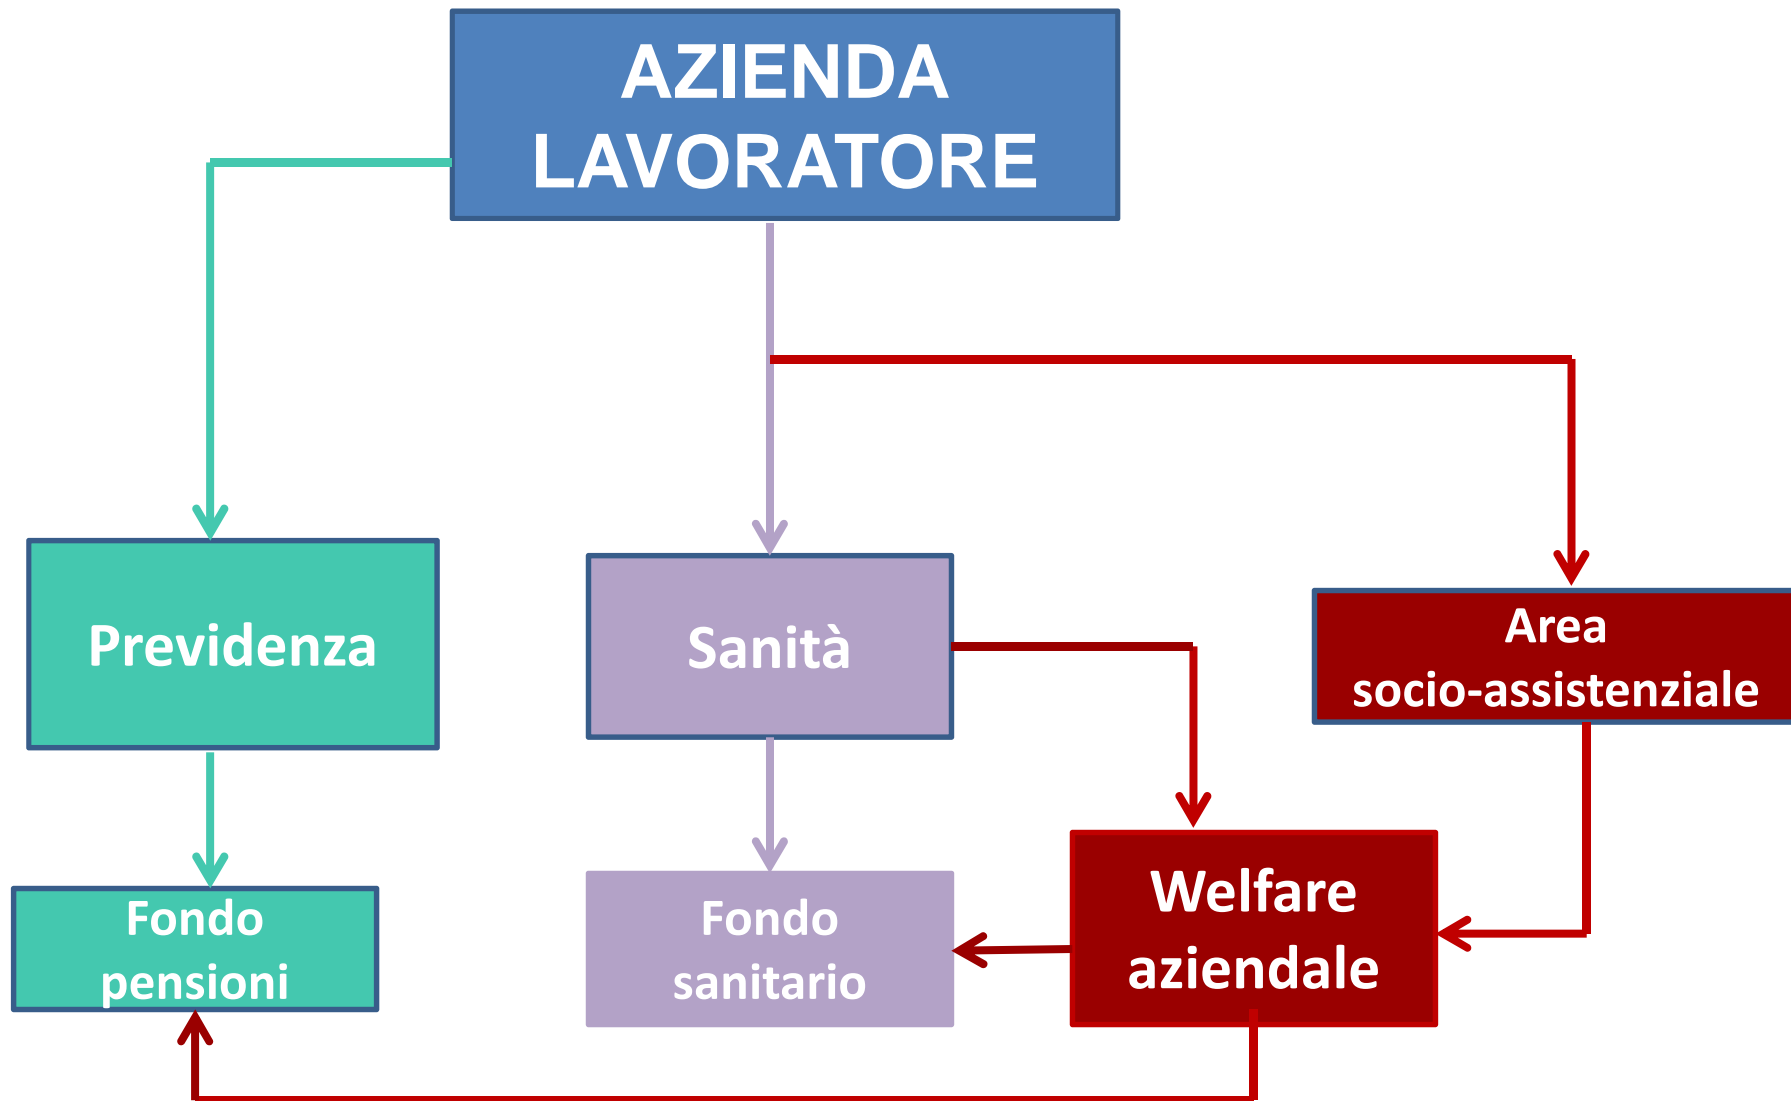 AZIENDA
LAVORATORE
Previdenza
Sanità
Area
socio-assistenziale
Fondo
pensioni
Fondo
sanitario
Welfare
aziendale